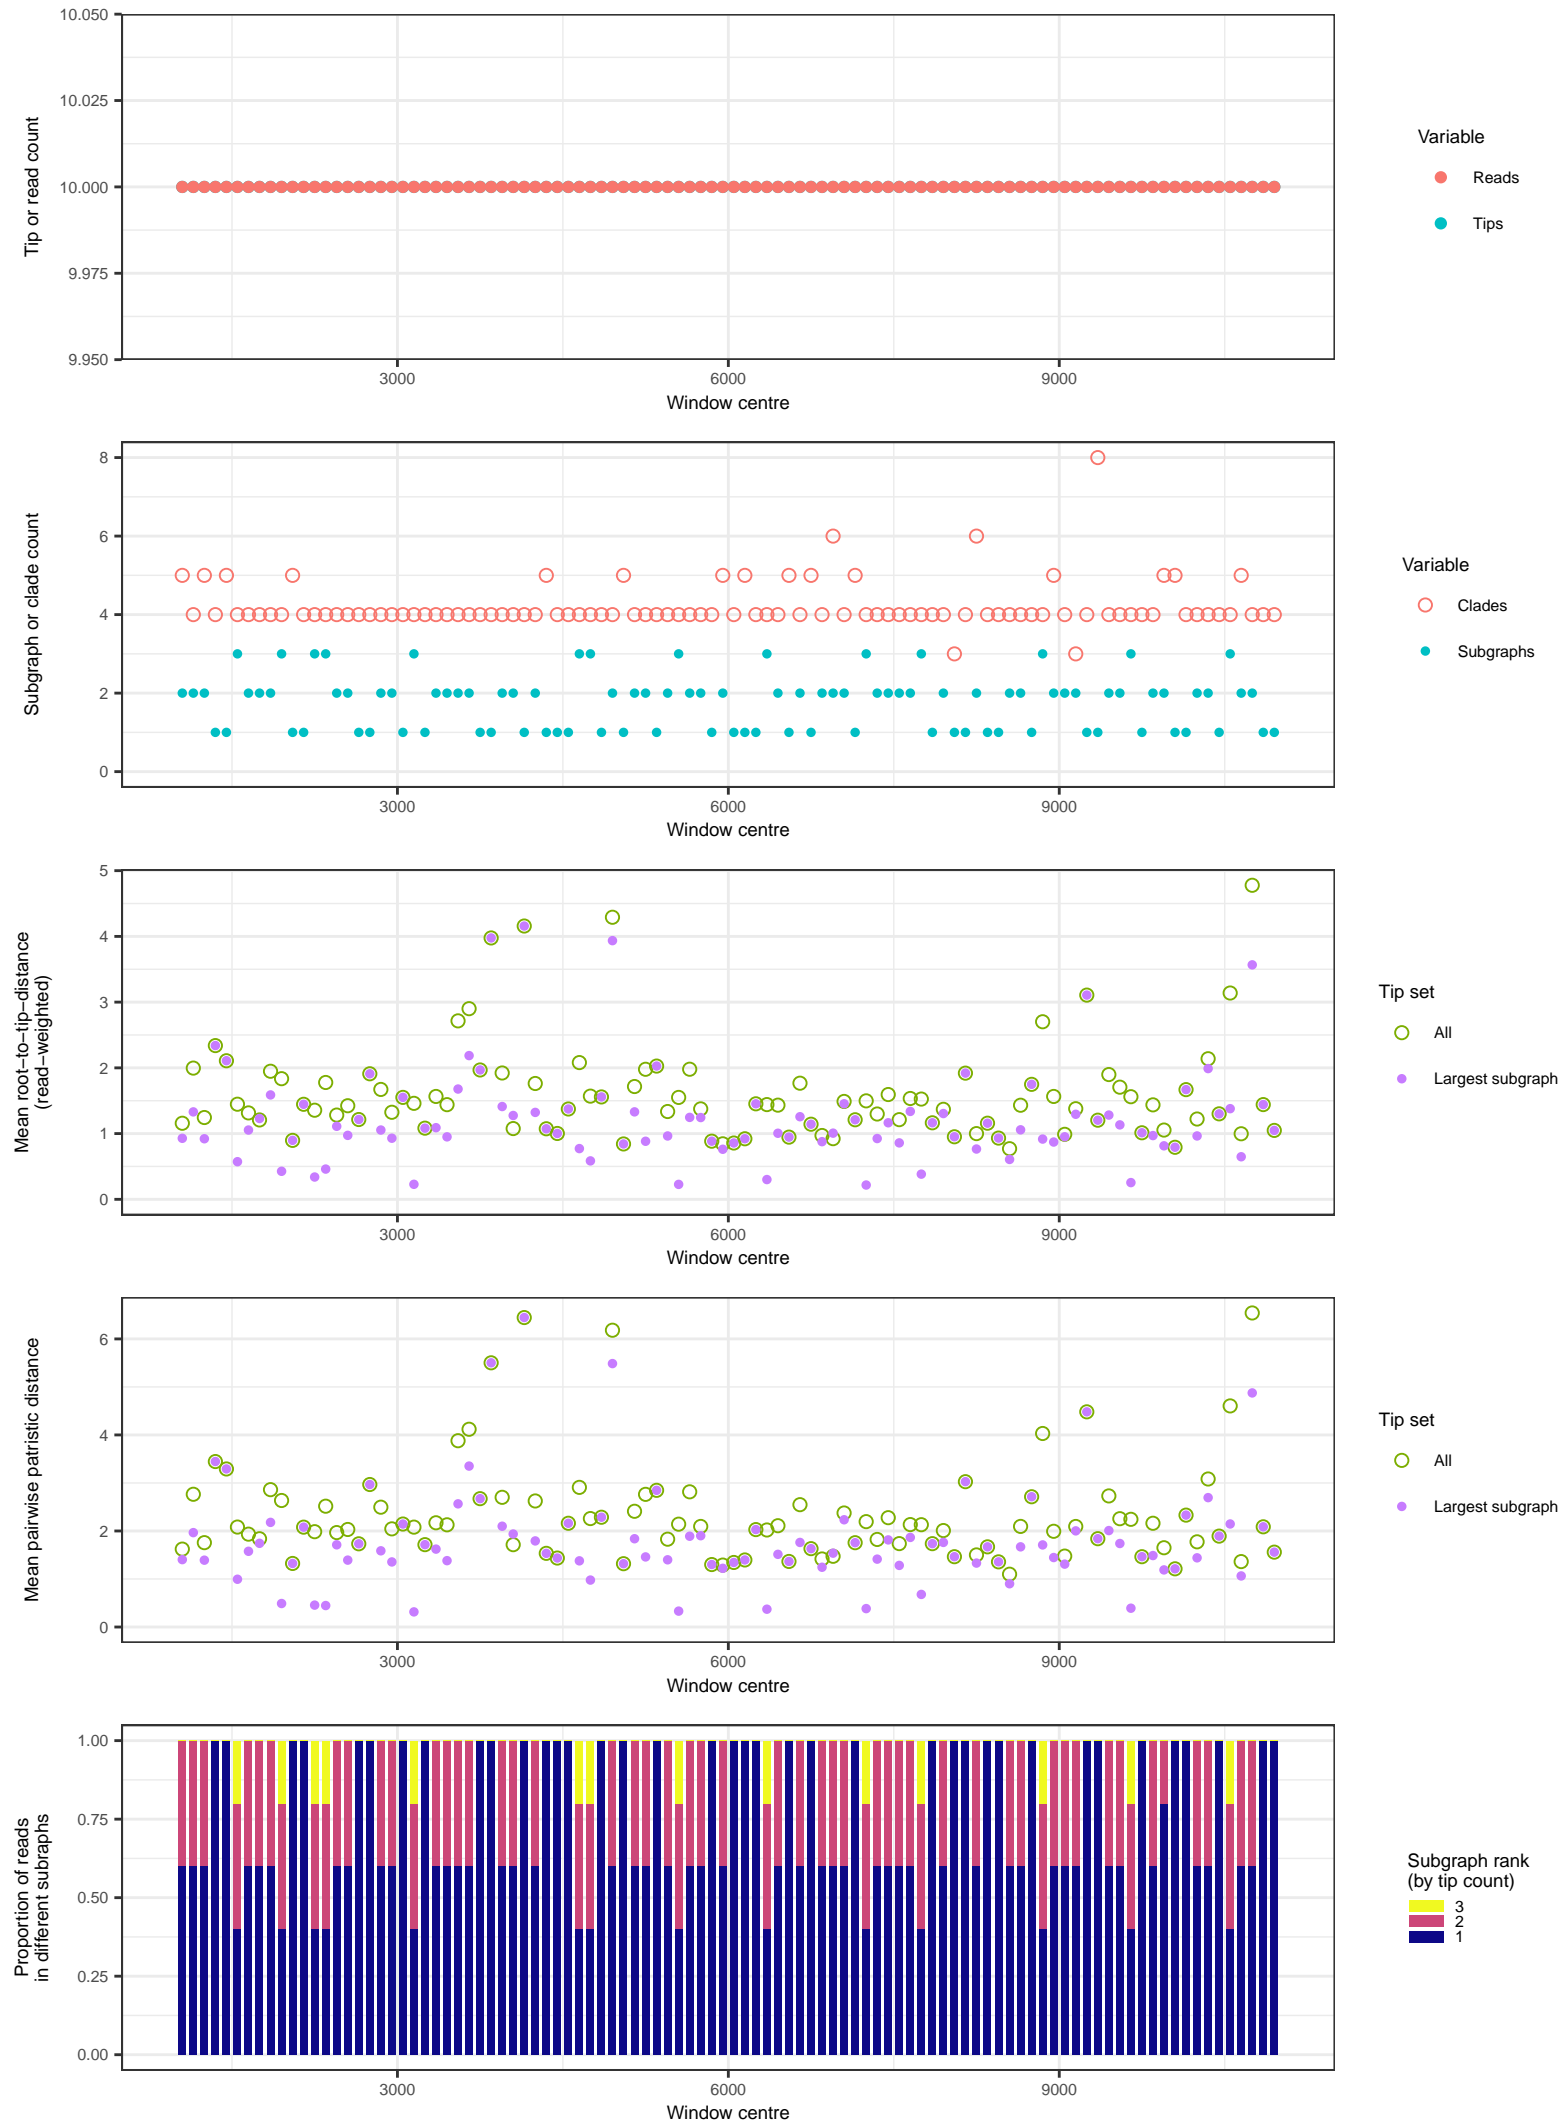 10.050
10.025
10.000
9.975
9.950
Tip or read count
3000
6000
9000
Window centre
Variable
Reads
Tips
8
6
4
2
0
Subgraph or clade count
3000
6000
9000
Window centre
Variable
Clades
Subgraphs
5
4
3
2
1
0
Mean root−to−tip−distance
(read−weighted)
3000
6000
9000
Window centre
Tip set
All
Largest subgraph
6
4
2
0
Mean pairwise patristic distance
3000
6000
9000
Window centre
Tip set
All
Largest subgraph
1.00
0.75
0.50
0.25
0.00
Proportion of reads
in different subraphs
3000
6000
9000
Window centre
Subgraph rank
(by tip count)
3
2
1